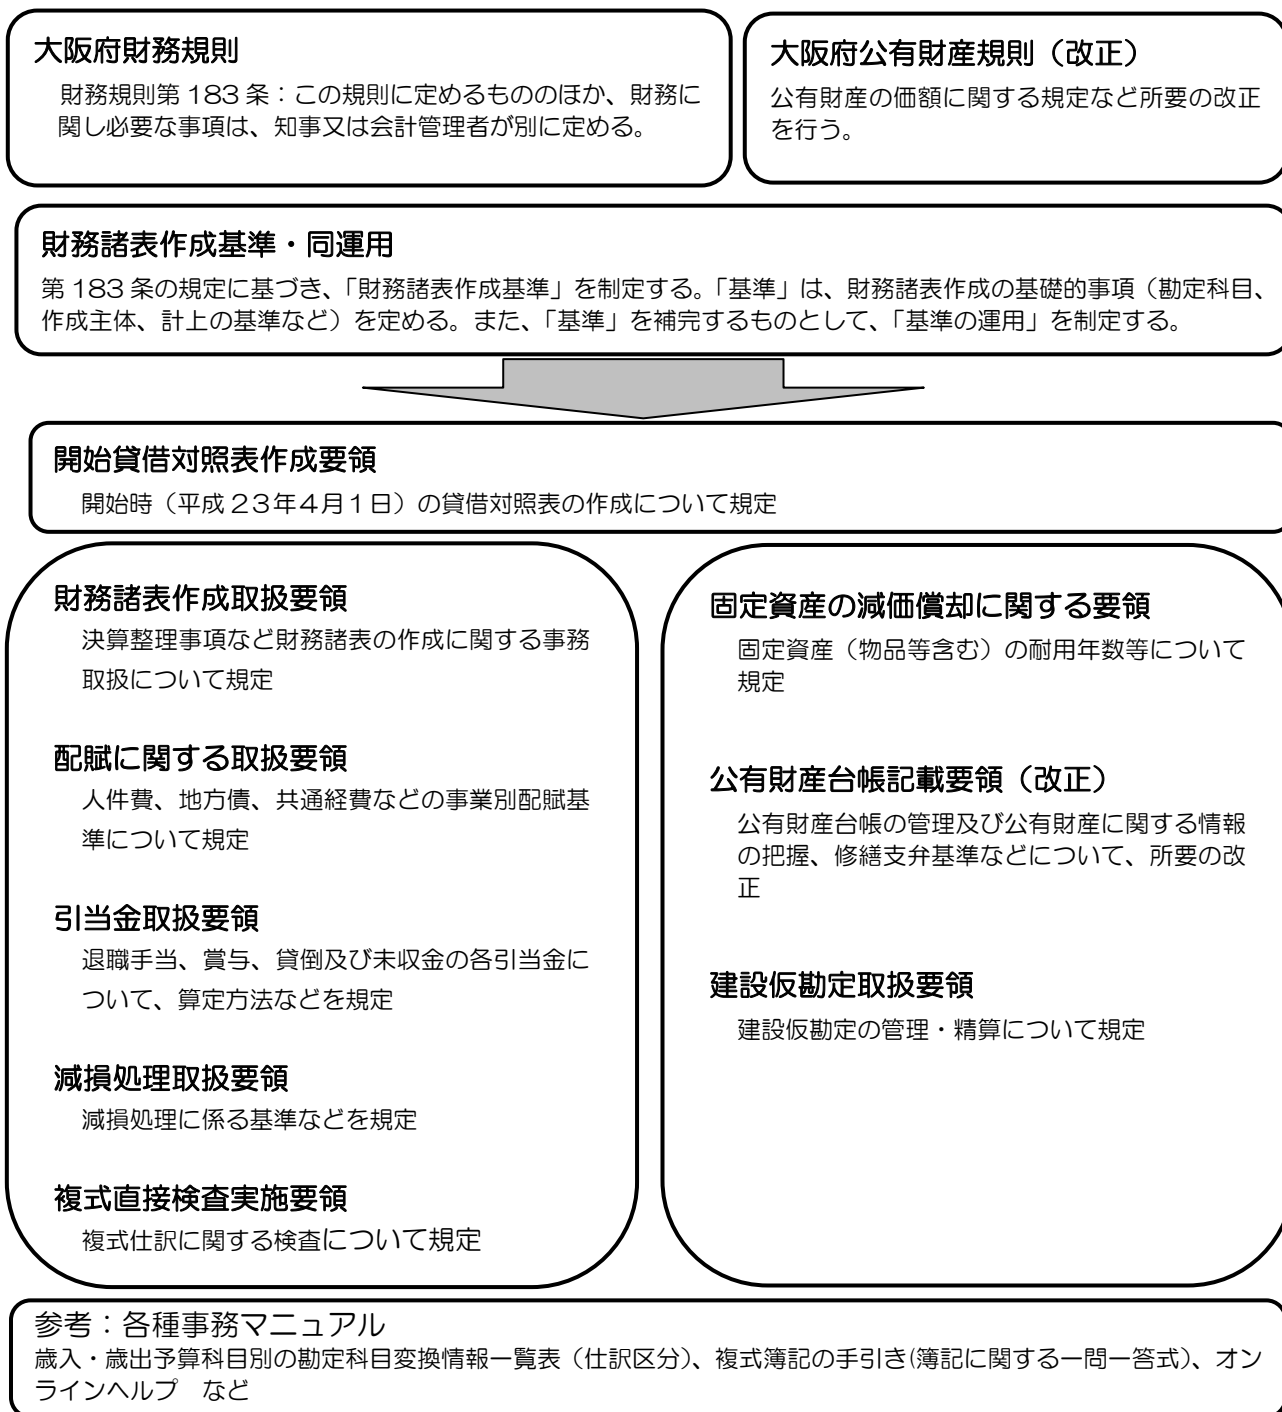 大阪府財務規則
財務規則第 183 条：この規則に定めるもののほか、財務に
関し必要な事項は、知事又は会計管理者が別に定める。
大阪府公有財産規則（改正）
公有財産の価額に関する規定など所要の改正
を行う。
財務諸表作成基準・同運用
第 183 条の規定に基づき、「財務諸表作成基準」を制定する。「基準」は、財務諸表作成の基礎的事項（勘定科目、
作成主体、計上の基準など）を定める。また、「基準」を補完するものとして、「基準の運用」を制定する。
開始貸借対照表作成要領
開始時（平成２３年４月１日）の貸借対照表の作成について規定
財務諸表作成取扱要領
決算整理事項など財務諸表の作成に関する事務
取扱について規定
配賦に関する取扱要領
人件費、地方債、共通経費などの事業別配賦基
準について規定
引当金取扱要領
退職手当、賞与、貸倒及び未収金の各引当金に
ついて、算定方法などを規定
減損処理取扱要領
減損処理に係る基準などを規定
複式直接検査実施要領
複式仕訳に関する検査について規定
固定資産の減価償却に関する要領
固定資産（物品等含む）の耐用年数等について
規定
公有財産台帳記載要領（改正）
公有財産台帳の管理及び公有財産に関する情報
の把握、修繕支弁基準などについて、所要の改
正
建設仮勘定取扱要領
建設仮勘定の管理・精算について規定
参考：各種事務マニュアル
歳入・歳出予算科目別の勘定科目変換情報一覧表（仕訳区分）、複式簿記の手引き(簿記に関する一問一答式)、オン
ラインヘルプ　など